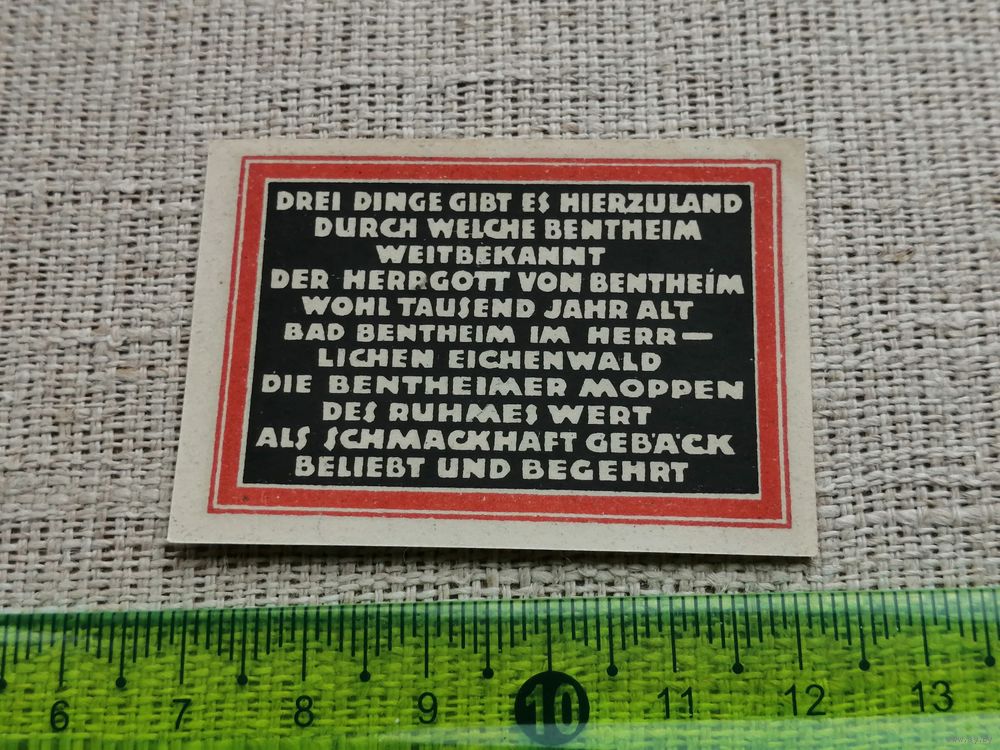 DREI DINGE GIBT ES HIERZULAND
DURCH WELCHE BENTHEIM
WEITBEKANNT
DER HERRGOTT VON BENTHEIM
WOHL TAUSEND JAHR ALT
BAD BENTHEIM IM HERR—
LICHEN EICHENWALD
DIE BENTHEIMER MOPPEN
DES RUHMES WERT
ALS SCHMACKHAFT GEBÄCK
BELIEBT UND BEGEHRT
6 7 8 9 10 11 12 13